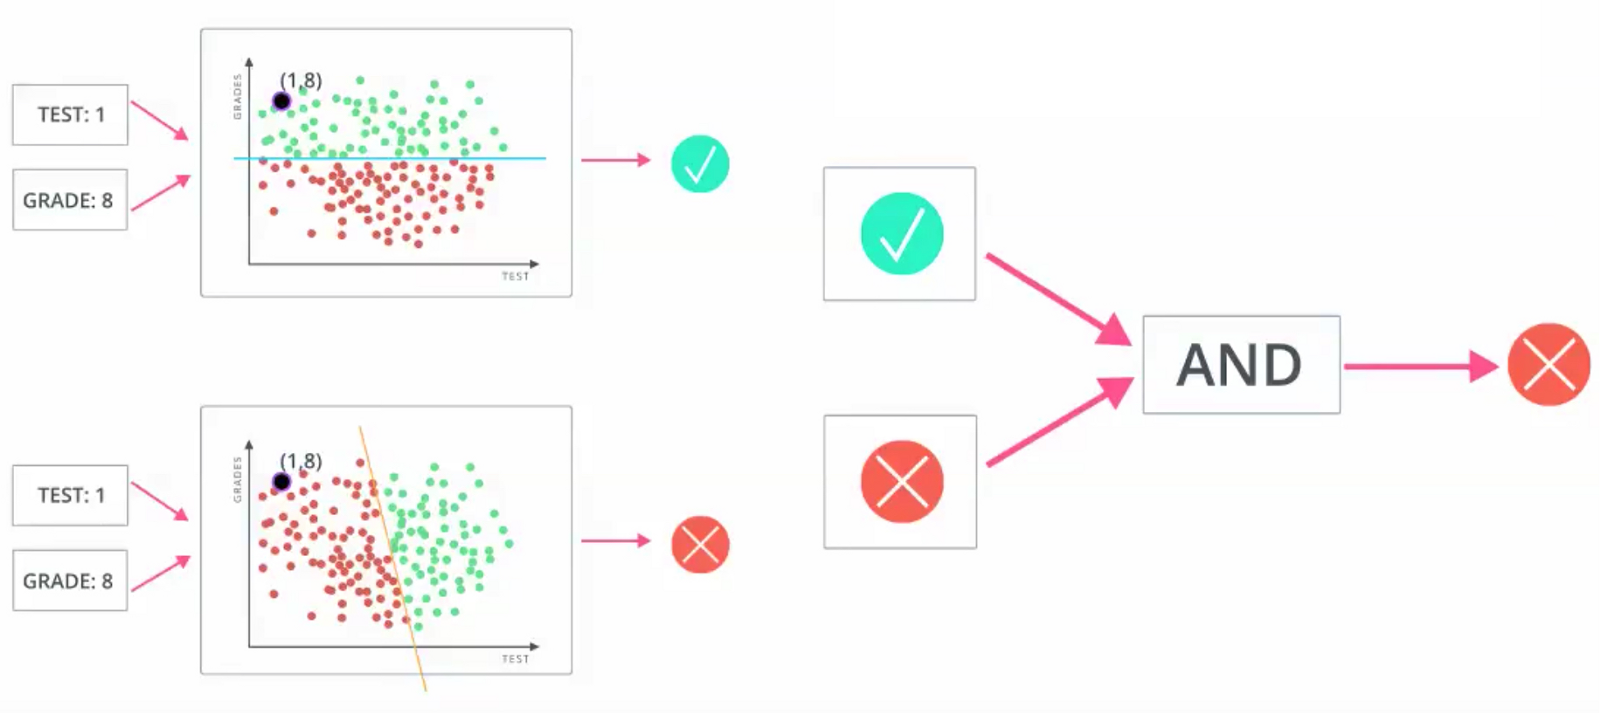 TEST: 1
GRADE: 8
GRADES
(1,8)
TEST
TEST: 1
GRADE: 8
GRADES
(1,8)
TEST
AND